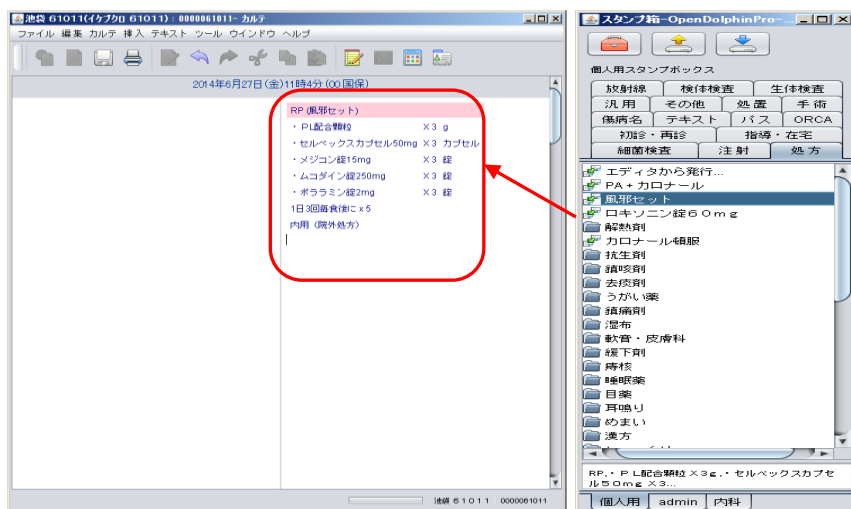 池袋 61011(イケブクロ 61011) : 0000061011- カルテ
ファイル 編集 カルテ 挿入 テキスト ツール ウインドウ ヘルプ
2014年6月27日(金)11時4分(00 国保)
RP (風邪セット)
・ PL配合顆粒 X 3 g
・セルベックスカプセル50mg X 3 カプセル
・メジコン錠15mg X 3 錠
・ムコダイン錠250mg X 3 錠
・ポララミン錠2mg X 3 錠
1日3回毎食後に x 5
内用(院外処方)
池袋 61011 0000061011
スタンプ箱-OpenDolphinPro-...
個人用スタンプボックス
放射線 検体検査 生体検査
汎用 その他 処置 手術
傷病名 テキスト パス ORCA
初診・再診 指導・在宅
細菌検査 注射 処方
エディタから発行...
PA+カロナール
風邪セット
ロキソニン錠60mg
解熱剤
カロナール頓服
抗生剤
鎮咳剤
去痰剤
うがい薬
鎮痛剤
湿布
軟膏・皮膚科
緩下剤
痔核
睡眠薬
目薬
耳鳴り
めまい
漢方
RP,・PL配合顆粒×3g,・セルベックスカプセ
ル50mg×3...
個人用 admin 内科